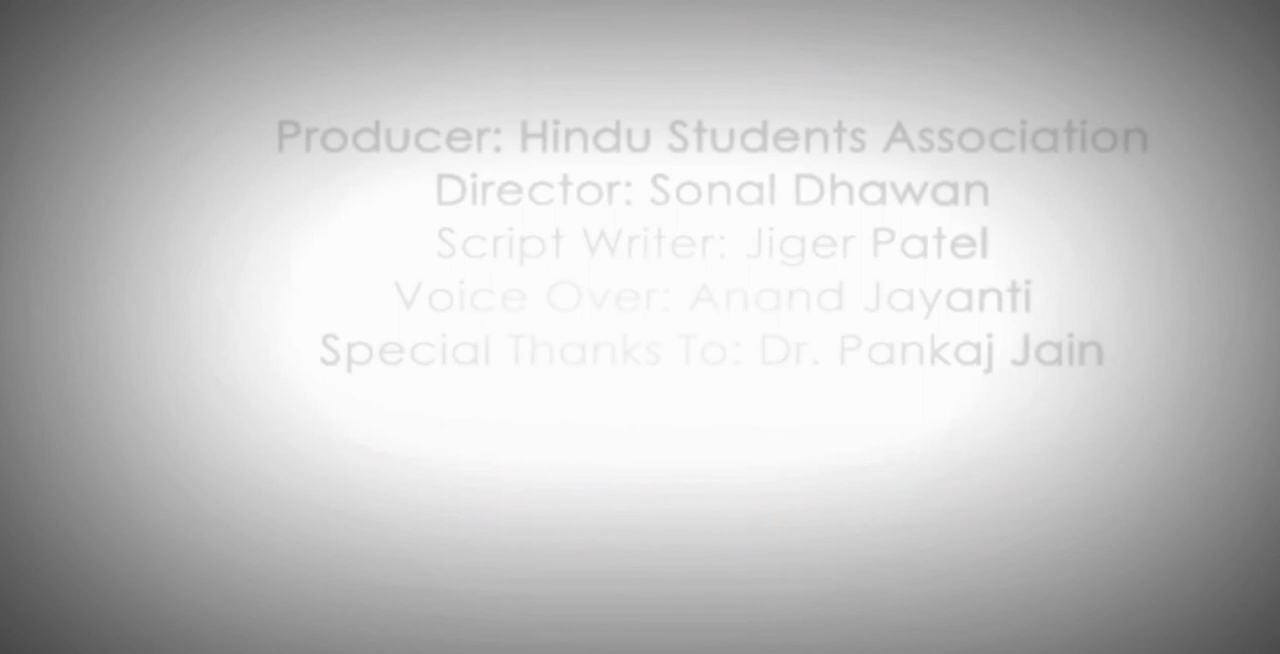 Producer: Hindu Students Association
Director: Sonal Dhawan
Script Writer: Jiger Patel
Voice Over: Anand Jayanti
Special Thanks To: Dr. Pankaj Jain